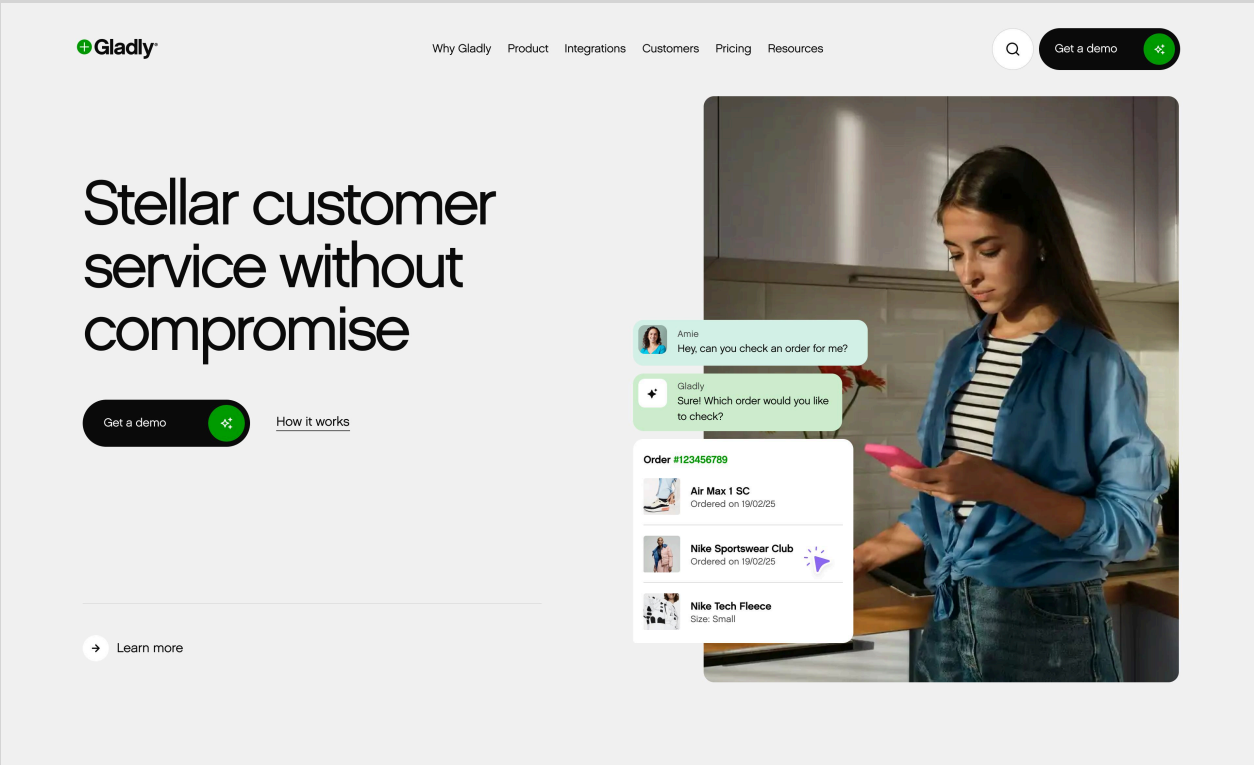 Gladly
Why Gladly
Product
Integrations
Customers
Pricing
Resources
Get a demo
Stellar customer
service without
compromise
Get a demo
How it works
Learn more
Amie
Hey, can you check an order for me?
Gladly
Sure! Which order would you like
to check?
Order #123456789
Air Max 1 SC
Ordered on 19/02/25
Nike Sportswear Club
Ordered on 19/02/25
Nike Tech Fleece
Size: Small